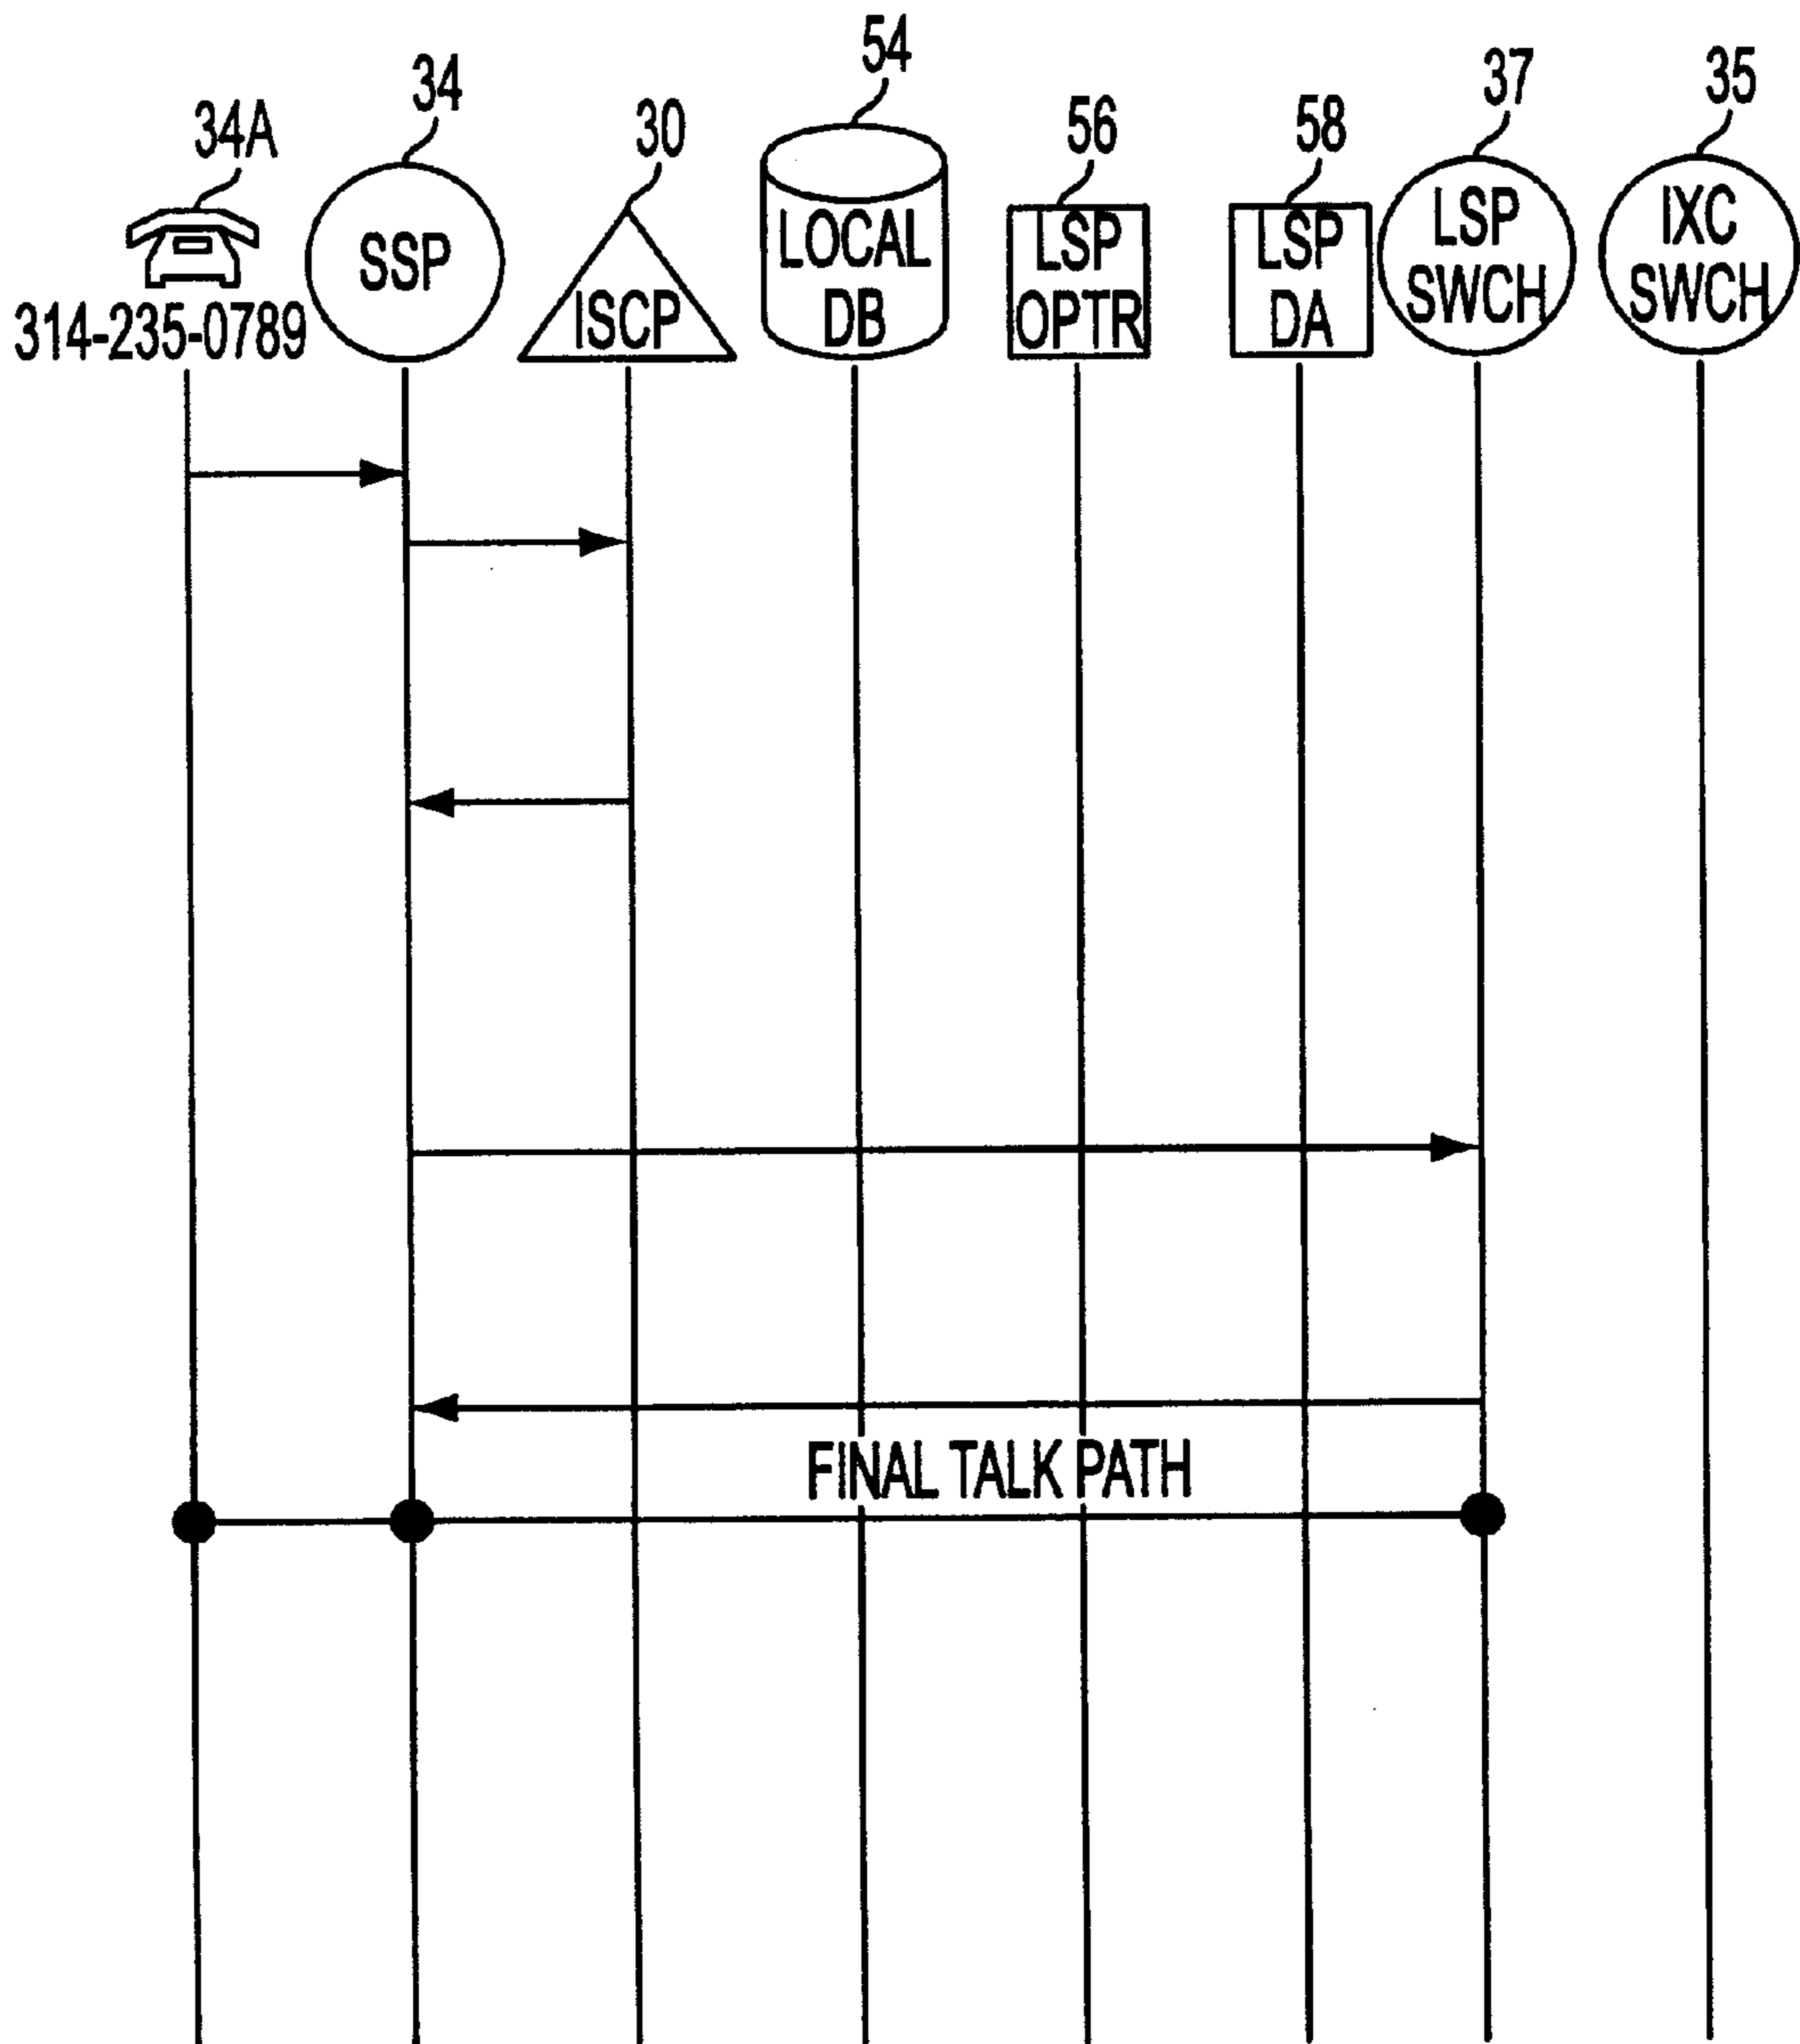 34A
34
30
54
56
58
37
35
314-235-0789
SSP
ISCP
LOCAL
DB
LSP
OPTR
LSP
DA
LSP
SWCH
IXC
SWCH
FINAL TALK PATH